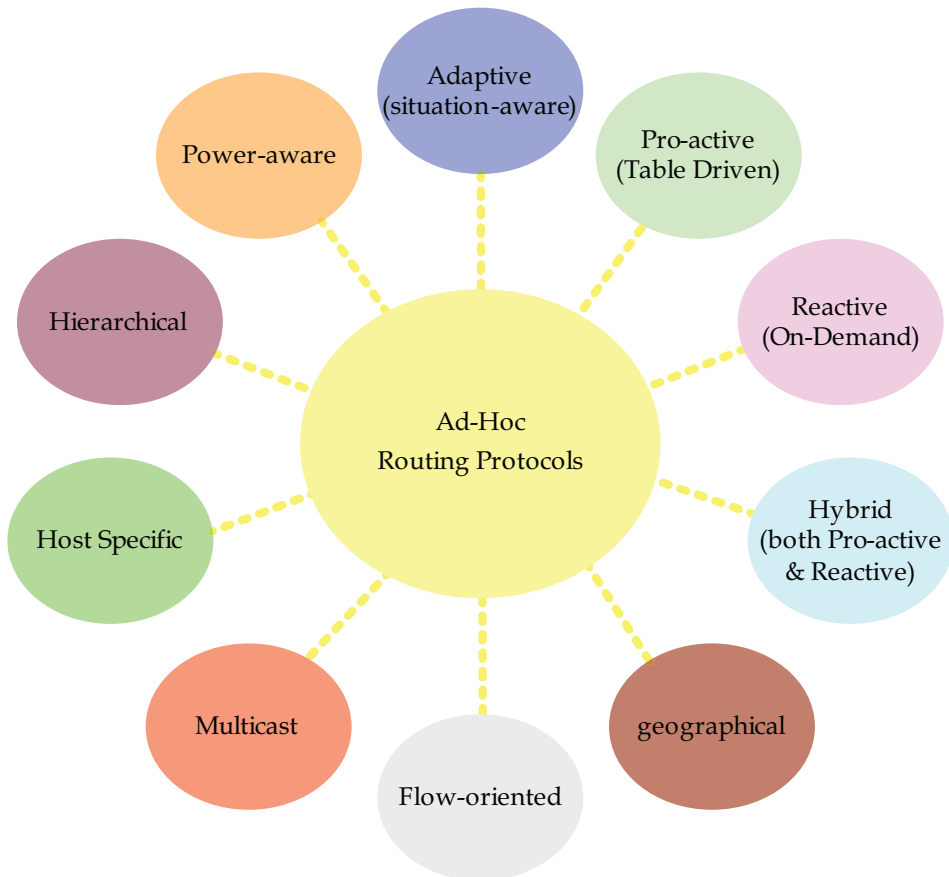 Adaptive
(situation-aware)
Pro-active
(Table Driven)
Power-aware
Reactive
(On-Demand)
Hierarchical
Ad-Hoc
Routing Protocols
Hybrid
(both Pro-active
& Reactive)
Host Specific
geographical
Multicast
Flow-oriented